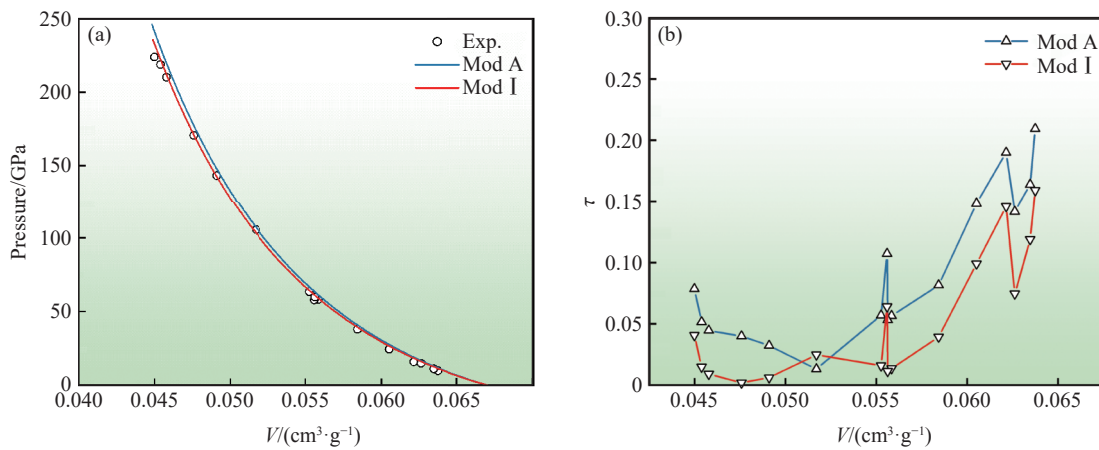 (a)
Exp.
Mod A
Mod I
250
200
150
100
50
0
Pressure/GPa
0.040
0.045
0.050
0.055
0.060
0.065
V/(cm³·g⁻¹)
(b)
Mod A
Mod I
0.30
0.25
0.20
0.15
0.10
0.05
0
τ
0.045
0.050
0.055
0.060
0.065
V/(cm³·g⁻¹)